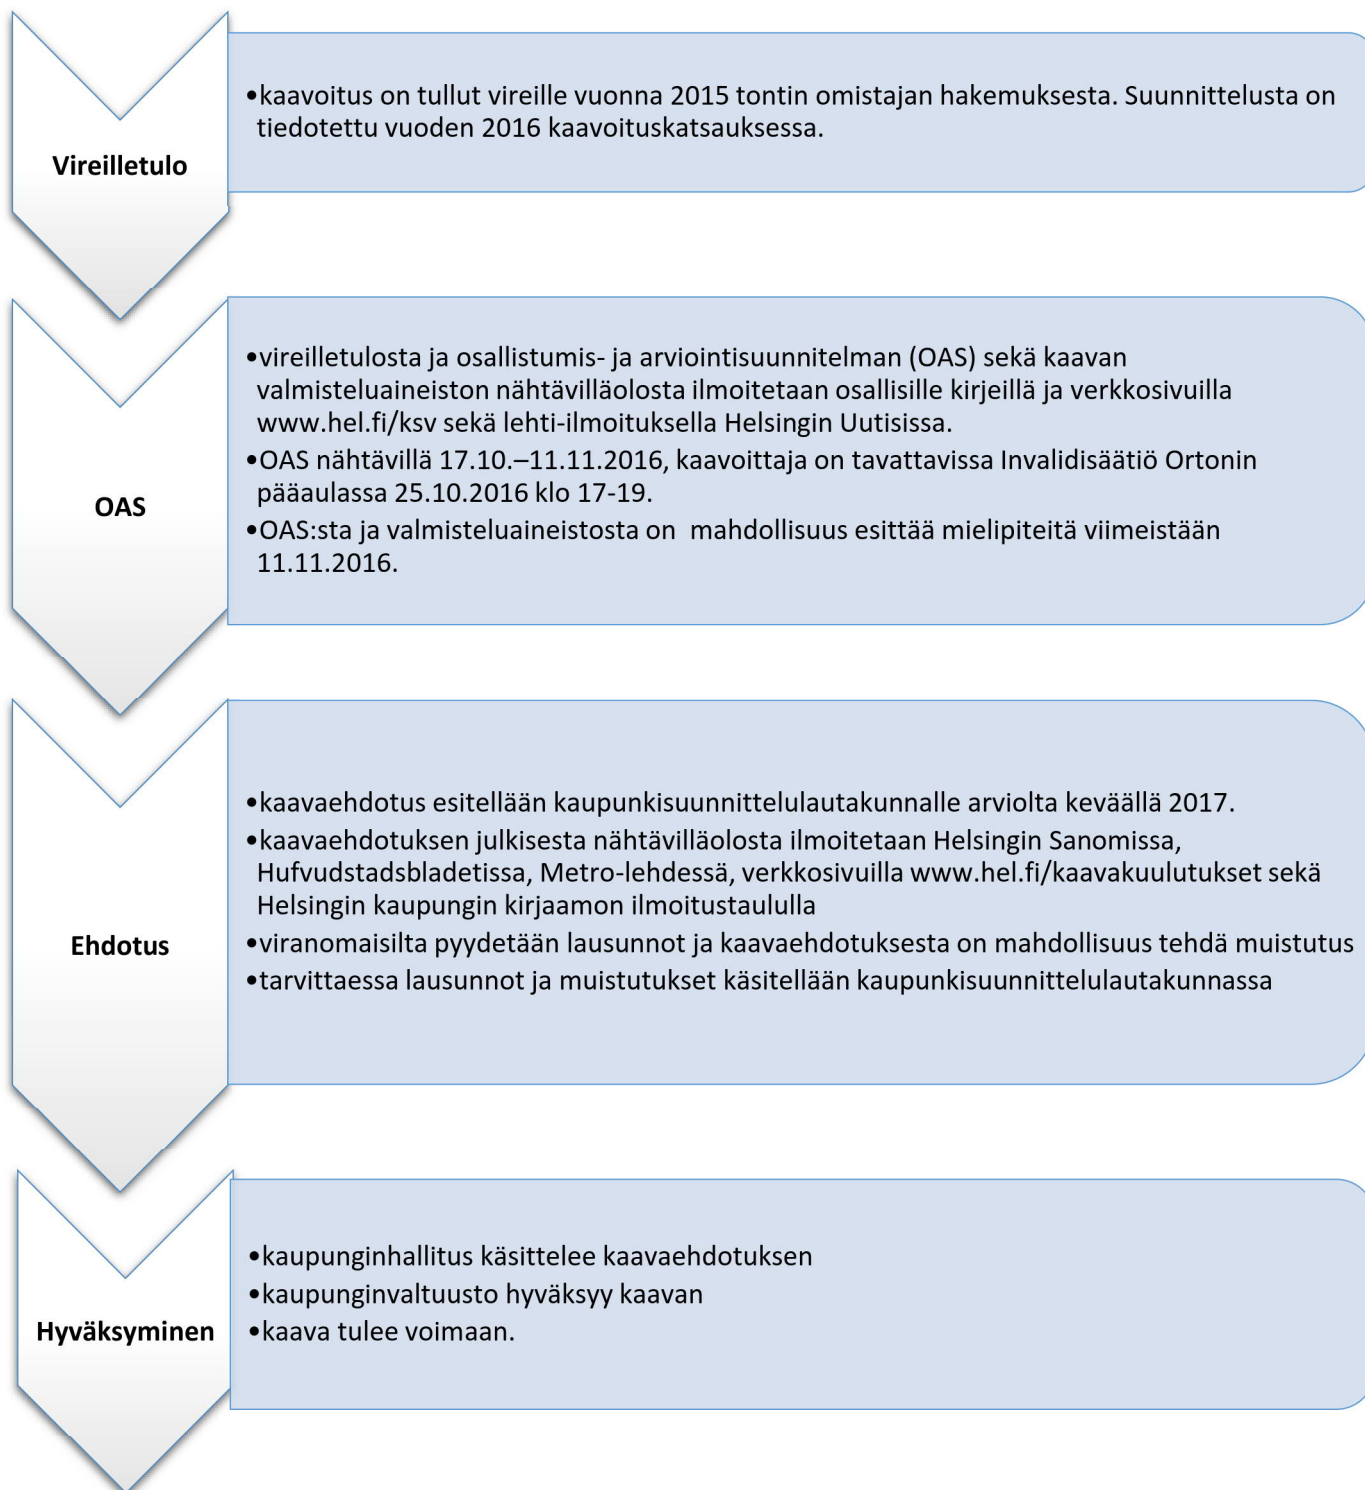 Vireilletulo
•kaavoitus on tullut vireille vuonna 2015 tontin omistajan hakemuksesta. Suunnittelusta on
tiedotettu vuoden 2016 kaavoituskatsauksessa.
OAS
•vireilletulosta ja osallistumis- ja arviointisuunnitelman (OAS) sekä kaavan
valmisteluaineiston nähtävilläolosta ilmoitetaan osallisille kirjeillä ja verkkosivuilla
www.hel.fi/ksv sekä lehti-ilmoituksella Helsingin Uutisissa.
•OAS nähtävillä 17.10.–11.11.2016, kaavoittaja on tavattavissa Invalidisäätiö Ortonin
pääaulassa 25.10.2016 klo 17-19.
•OAS:sta ja valmisteluaineistosta on  mahdollisuus esittää mielipiteitä viimeistään
11.11.2016.
Ehdotus
•kaavaehdotus esitellään kaupunkisuunnittelulautakunnalle arviolta keväällä 2017.
•kaavaehdotuksen julkisesta nähtävilläolosta ilmoitetaan Helsingin Sanomissa,
Hufvudstadsbladetissa, Metro-lehdessä, verkkosivuilla www.hel.fi/kaavakuulutukset sekä
Helsingin kaupungin kirjaamon ilmoitustaululla
•viranomaisilta pyydetään lausunnot ja kaavaehdotuksesta on mahdollisuus tehdä muistutus
•tarvittaessa lausunnot ja muistutukset käsitellään kaupunkisuunnittelulautakunnassa
Hyväksyminen
•kaupunginhallitus käsittelee kaavaehdotuksen
•kaupunginvaltuusto hyväksyy kaavan
•kaava tulee voimaan.